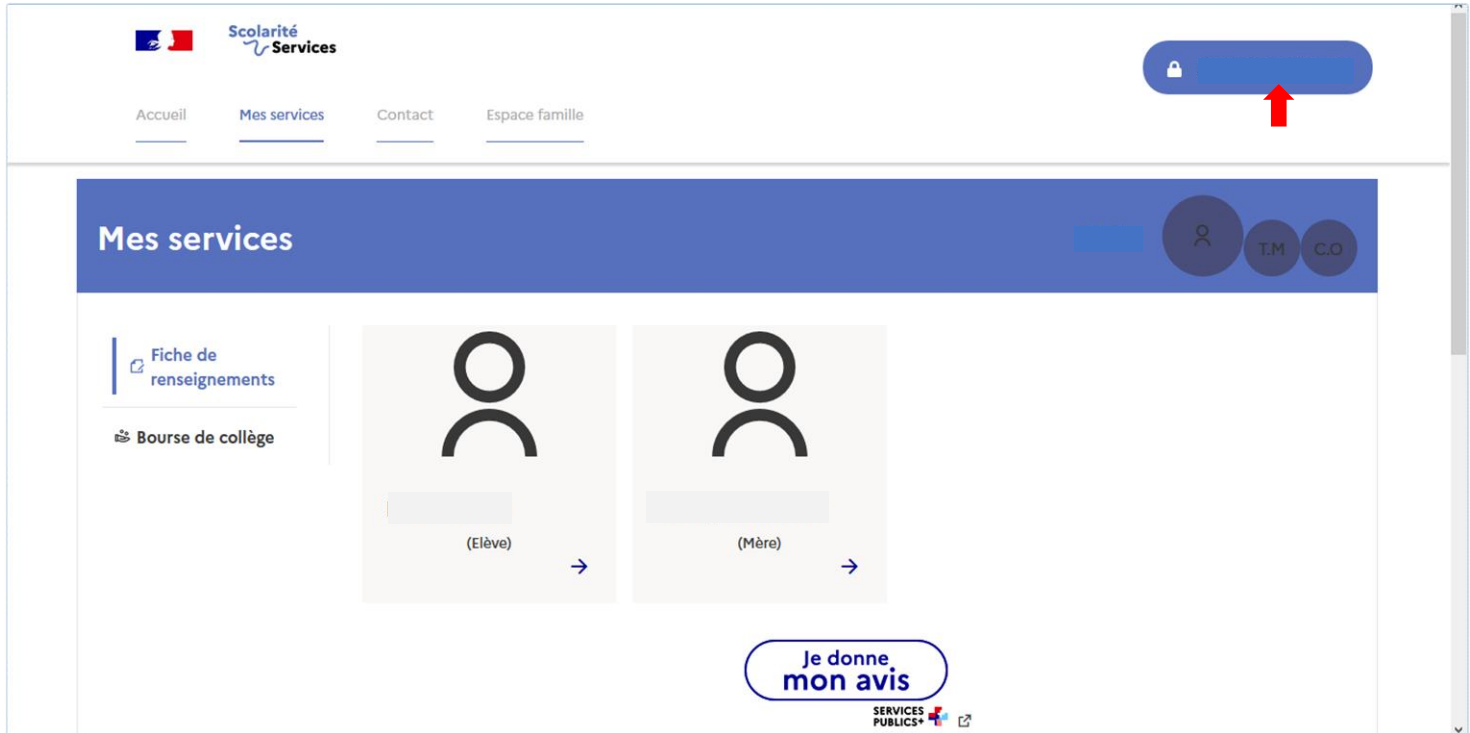 Scolarité
Services
Accueil Mes services Contact Espace famille
Mes services
T.M C.O
Fiche de
renseignements
Bourse de collège
(Elève)
(Mère)
Je donne
mon avis
SERVICES
PUBLICS+